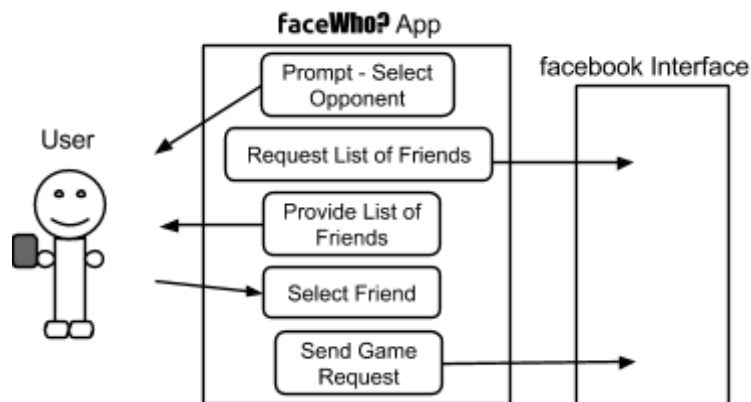 faceWho? App
facebook Interface
User
Prompt - Select
Opponent
Request List of Friends
Provide List of
Friends
Select Friend
Send Game
Request